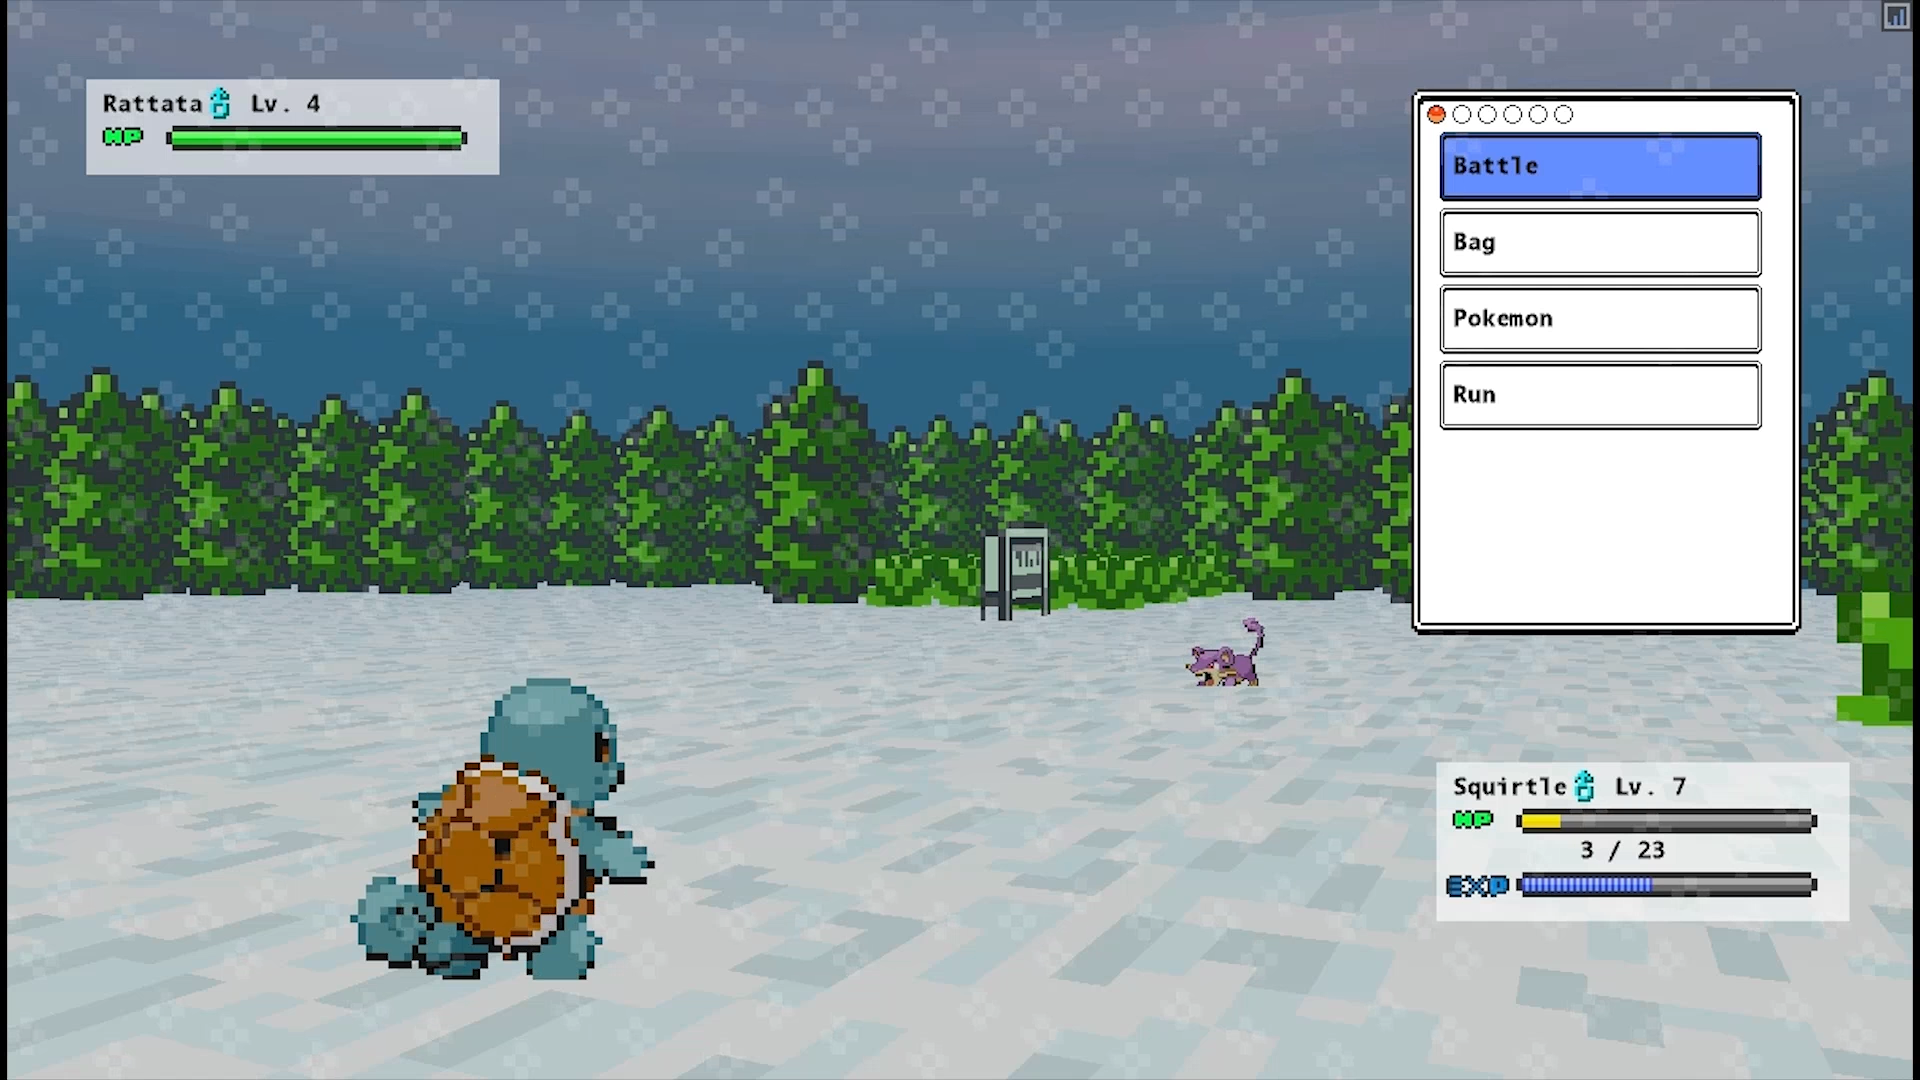 Rattata Lv. 4
HP
Battle
Bag
Pokemon
Run
Squirtle Lv. 7
HP
3 / 23
EXP